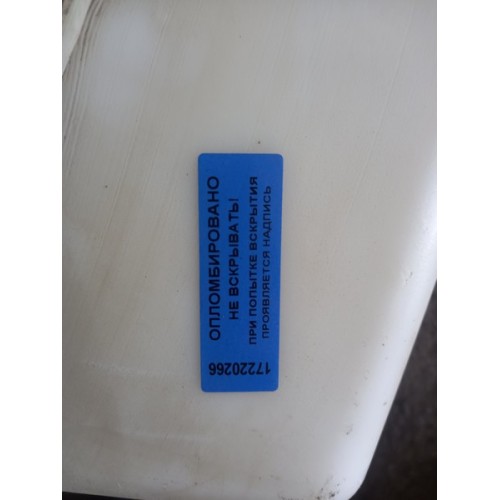 ОПЛОМБИРОВАНО
НЕ ВСКРЫВАТЬ!
ПРИ ПОПЫТКЕ ВСКРЫТИЯ
ПРОЯВЛЯЕТСЯ НАДПИСЬ
17220266